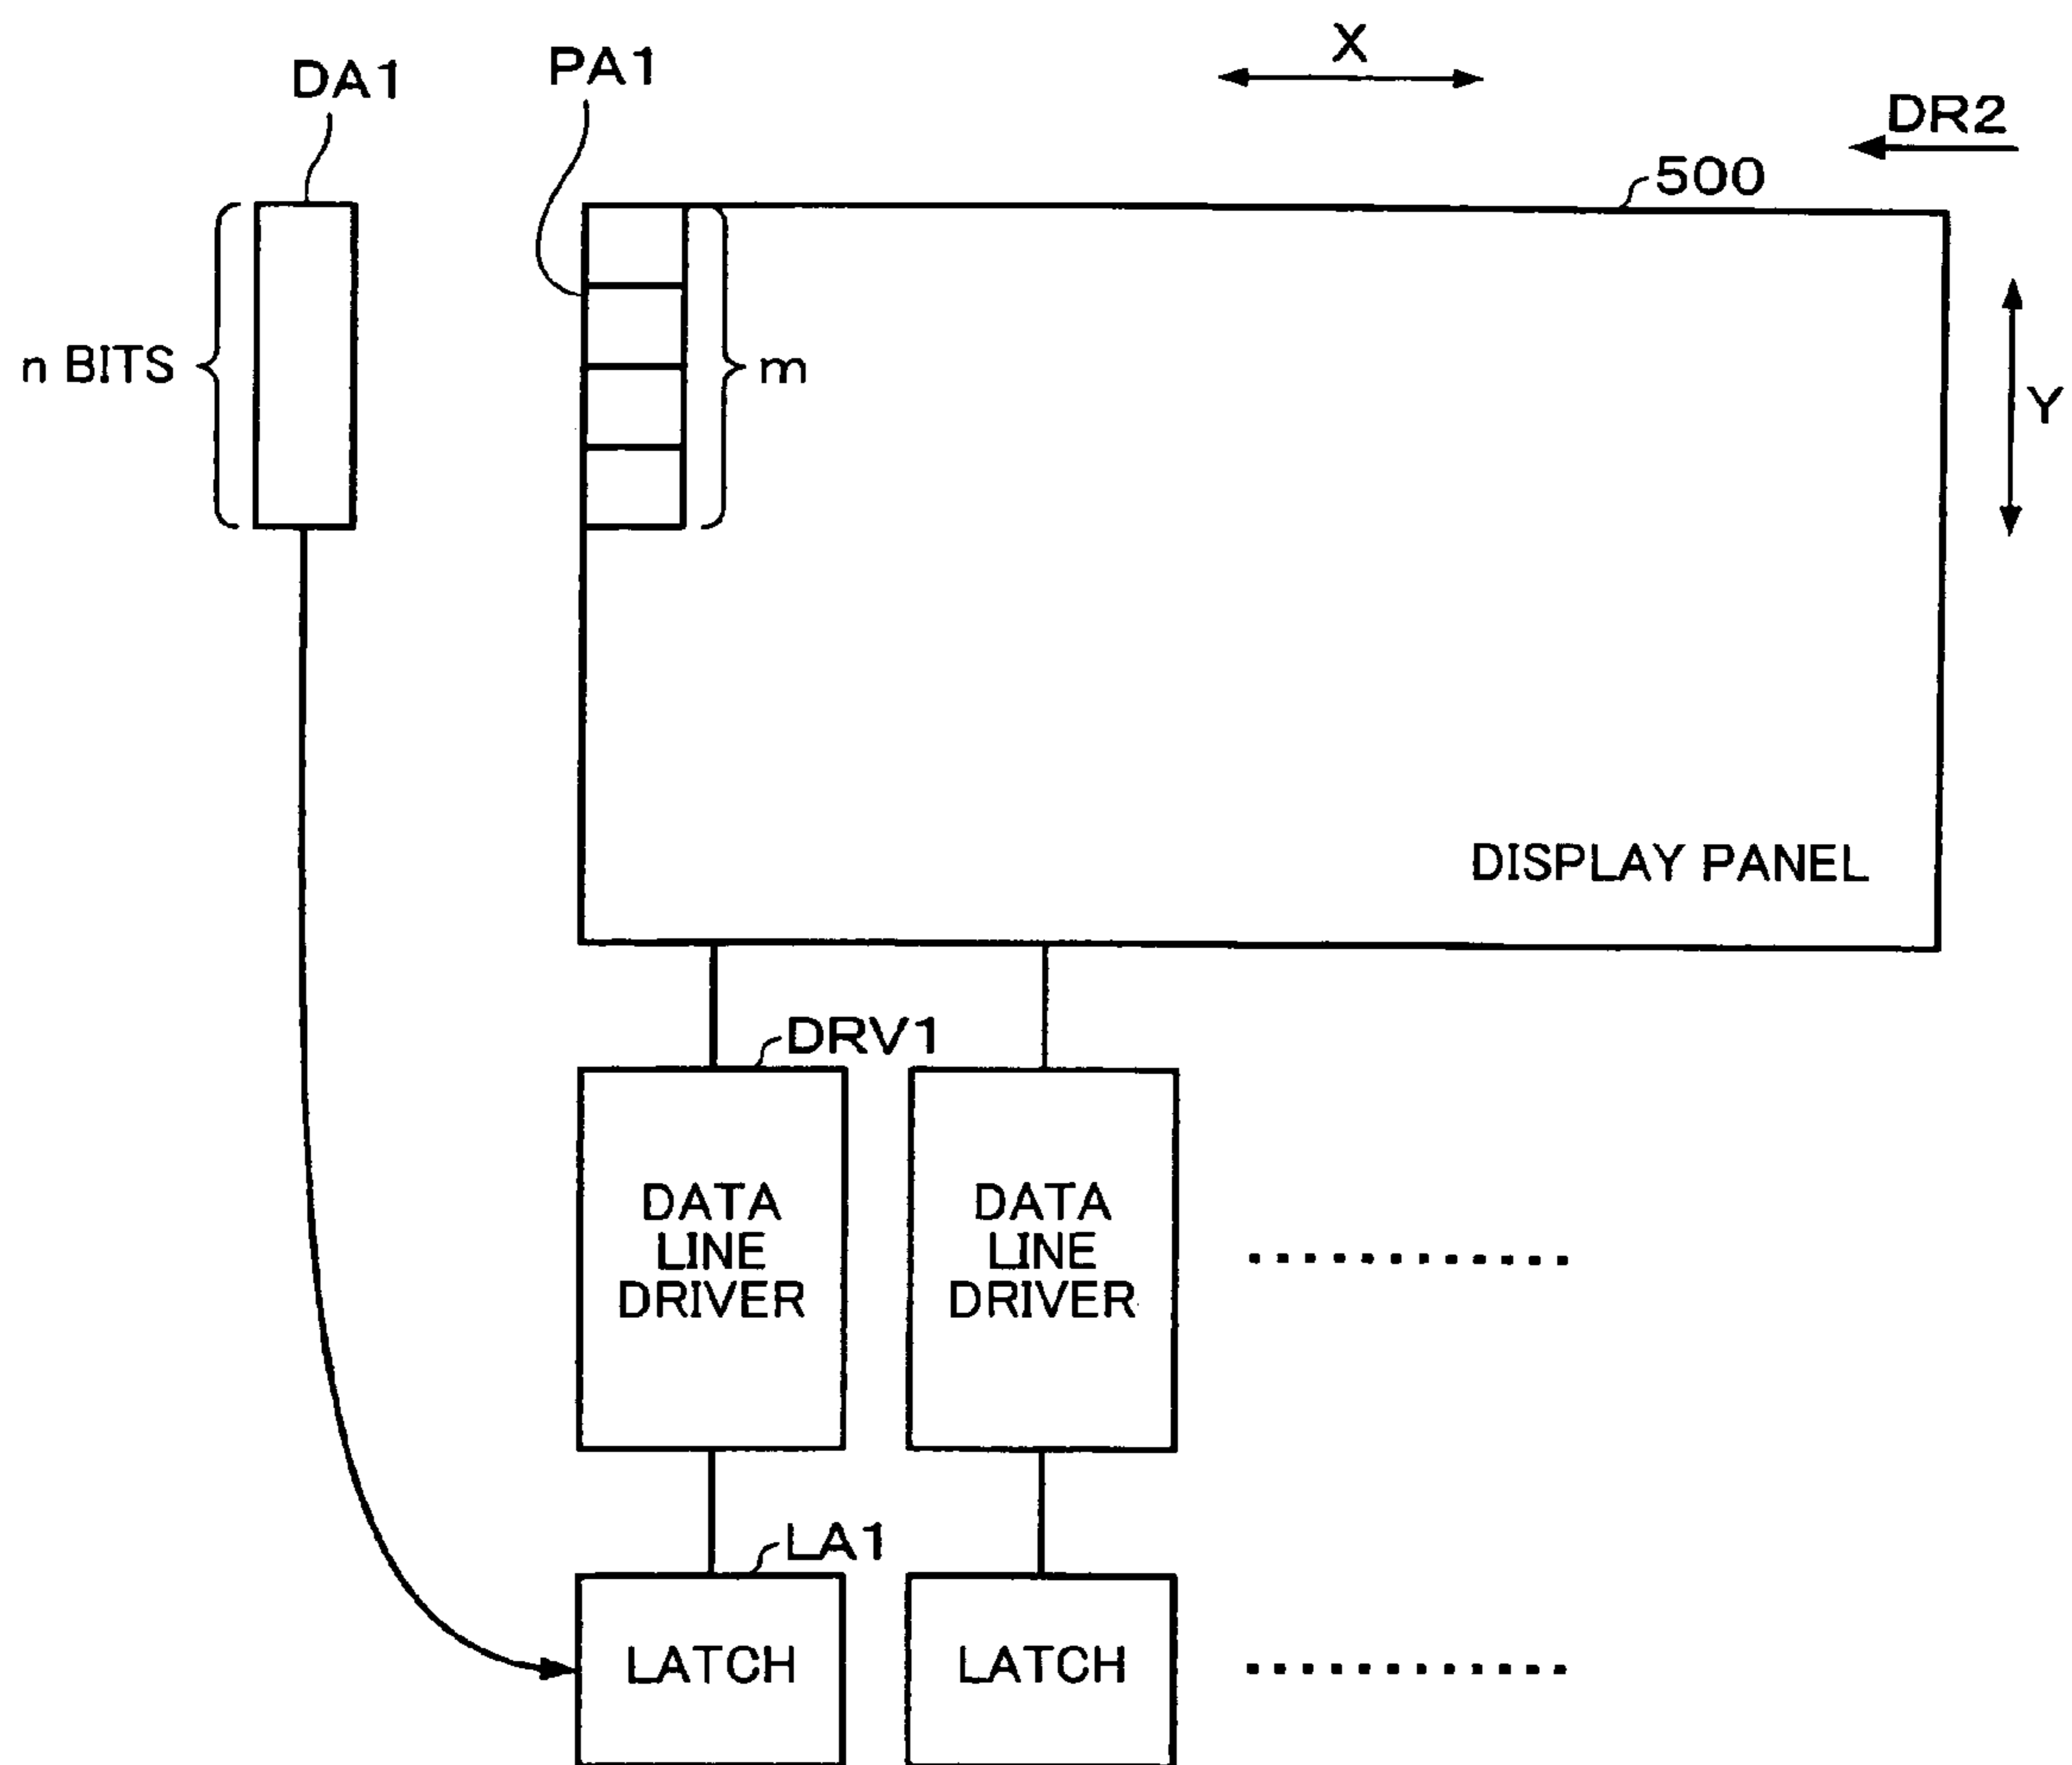 X
DA1
PA1
DR2
500
n BITS
m
Y
DISPLAY PANEL
DRV1
DATA
LINE
DRIVER
DATA
LINE
DRIVER
LA1
LATCH
LATCH